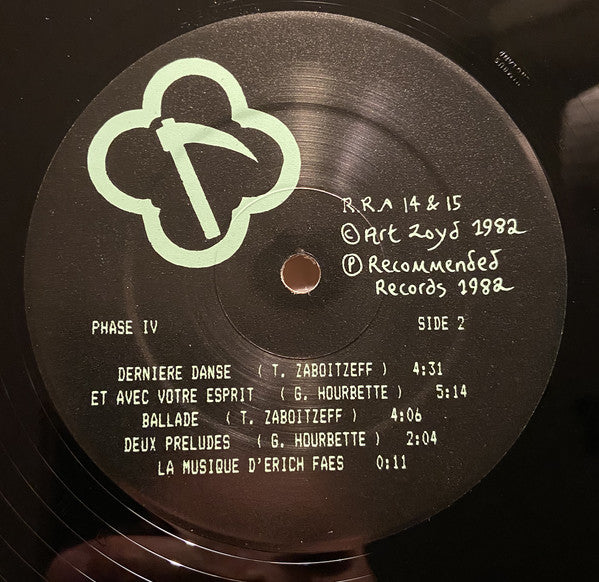 R.R.A 14 & 15
© Art Zoyd 1982
Ⓟ Recommended
Records 1982
PHASE IV SIDE 2
DERNIERE DANSE ( T. ZABOITZEFF ) 4:31
ET AVEC VOTRE ESPRIT ( G. HOURBETTE ) 5:14
BALLADE ( T. ZABOITZEFF ) 4:06
DEUX PRELUDES ( G. HOURBETTE ) 2:04
LA MUSIQUE D'ERICH FAES 0:11